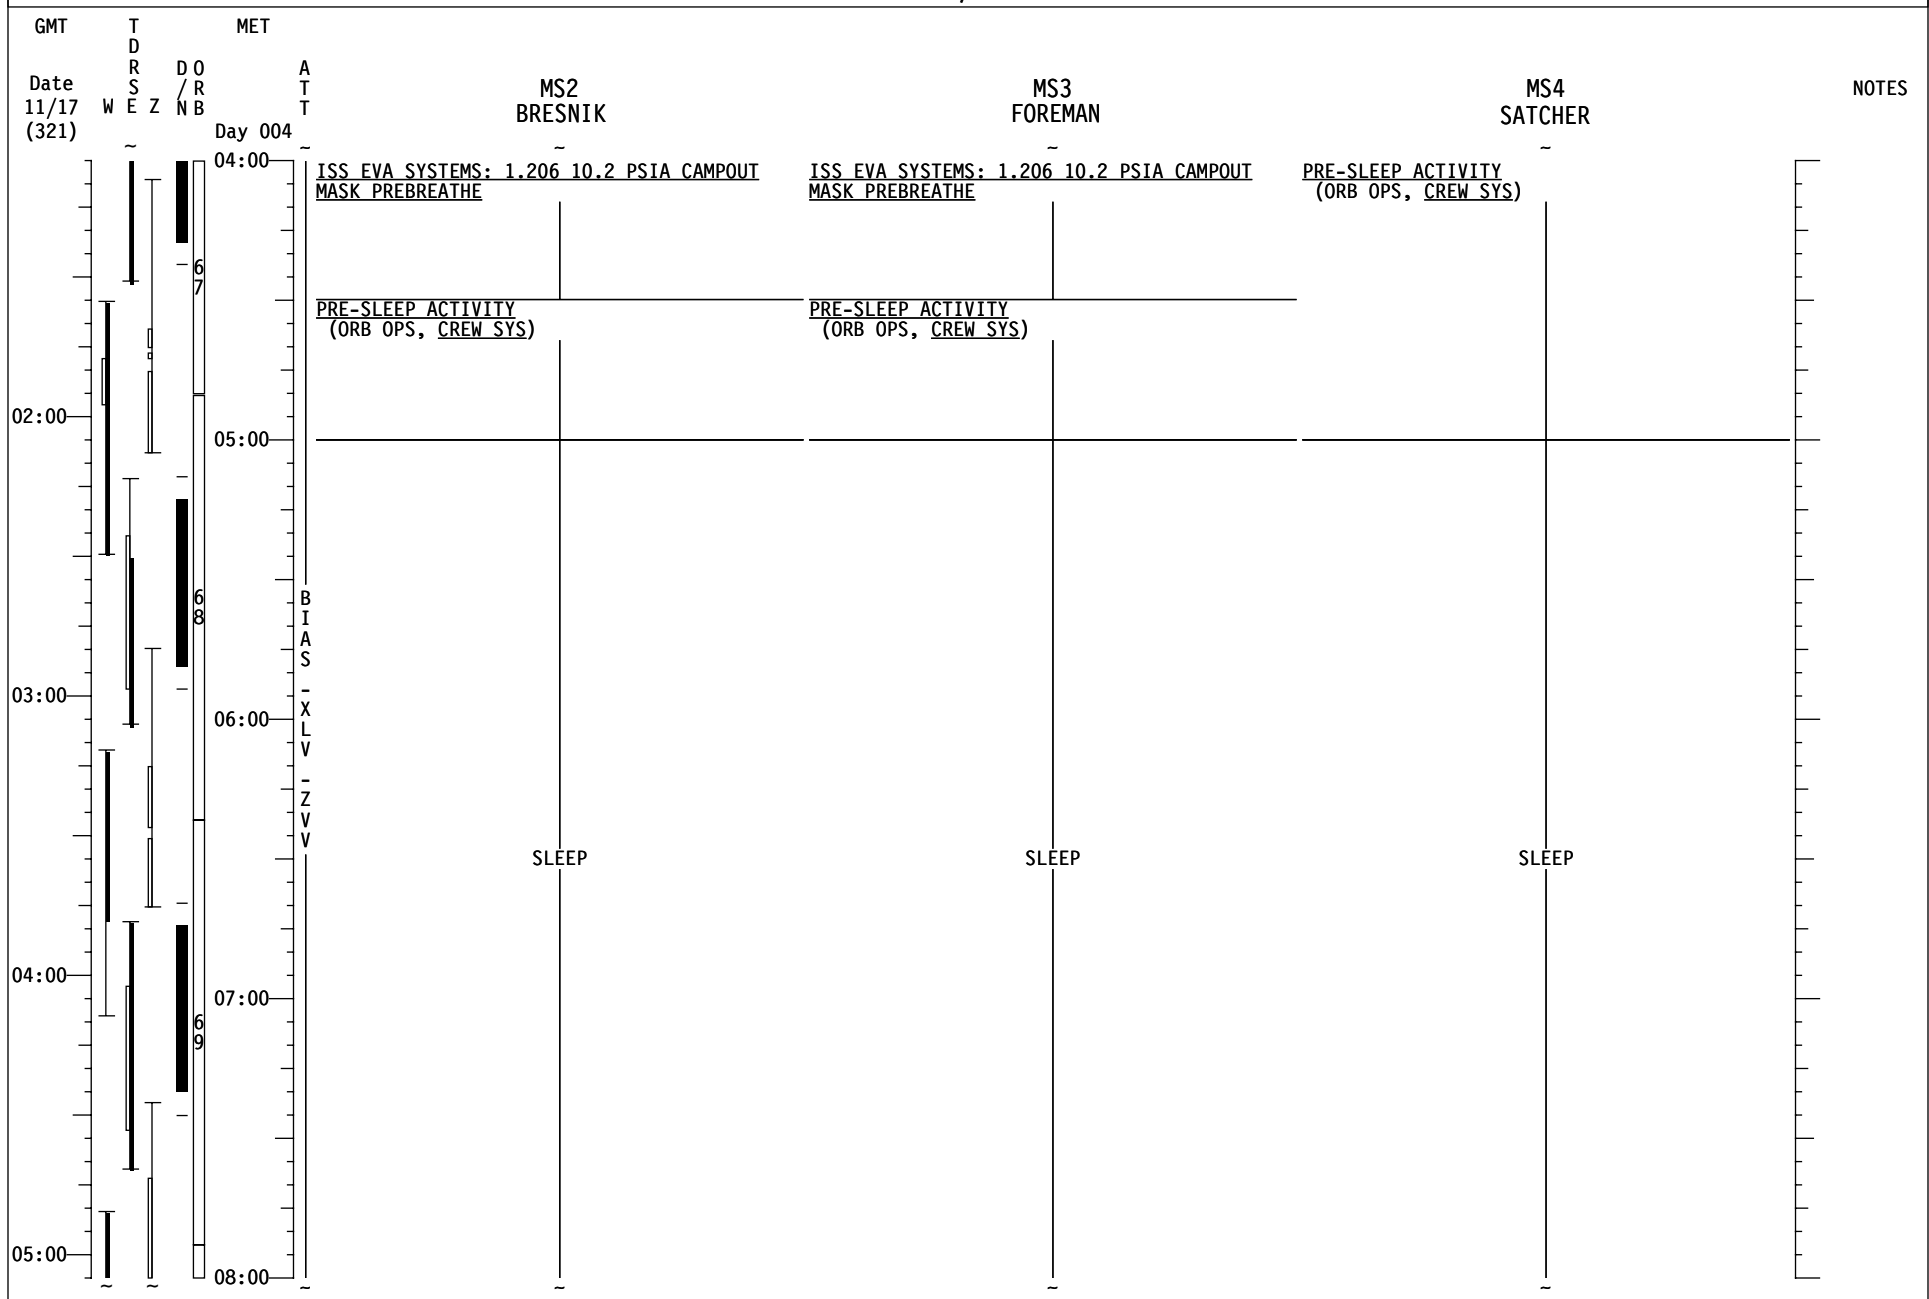 GMT
TDRS
MET
Date
11/17
(321)
W E Z
D/N
ORB
ATT
Day 004
MS2
BRESNIK
MS3
FOREMAN
MS4
SATCHER
NOTES
04:00
ISS EVA SYSTEMS: 1.206 10.2 PSIA CAMPOUT
MASK PREBREATHE
ISS EVA SYSTEMS: 1.206 10.2 PSIA CAMPOUT
MASK PREBREATHE
PRE-SLEEP ACTIVITY
(ORB OPS, CREW SYS)
67
PRE-SLEEP ACTIVITY
(ORB OPS, CREW SYS)
PRE-SLEEP ACTIVITY
(ORB OPS, CREW SYS)
02:00
05:00
68
BIAS -XLV -ZVV
03:00
06:00
SLEEP
SLEEP
SLEEP
04:00
07:00
69
05:00
08:00